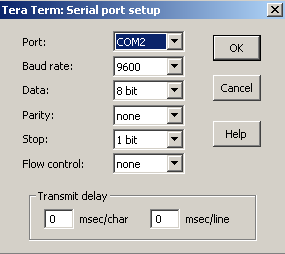 Tera Term: Serial port setup
Port: COM2 OK
Baud rate: 9600
Data: 8 bit Cancel
Parity: none
Stop: 1 bit Help
Flow control: none
Transmit delay
0 msec/char 0 msec/line